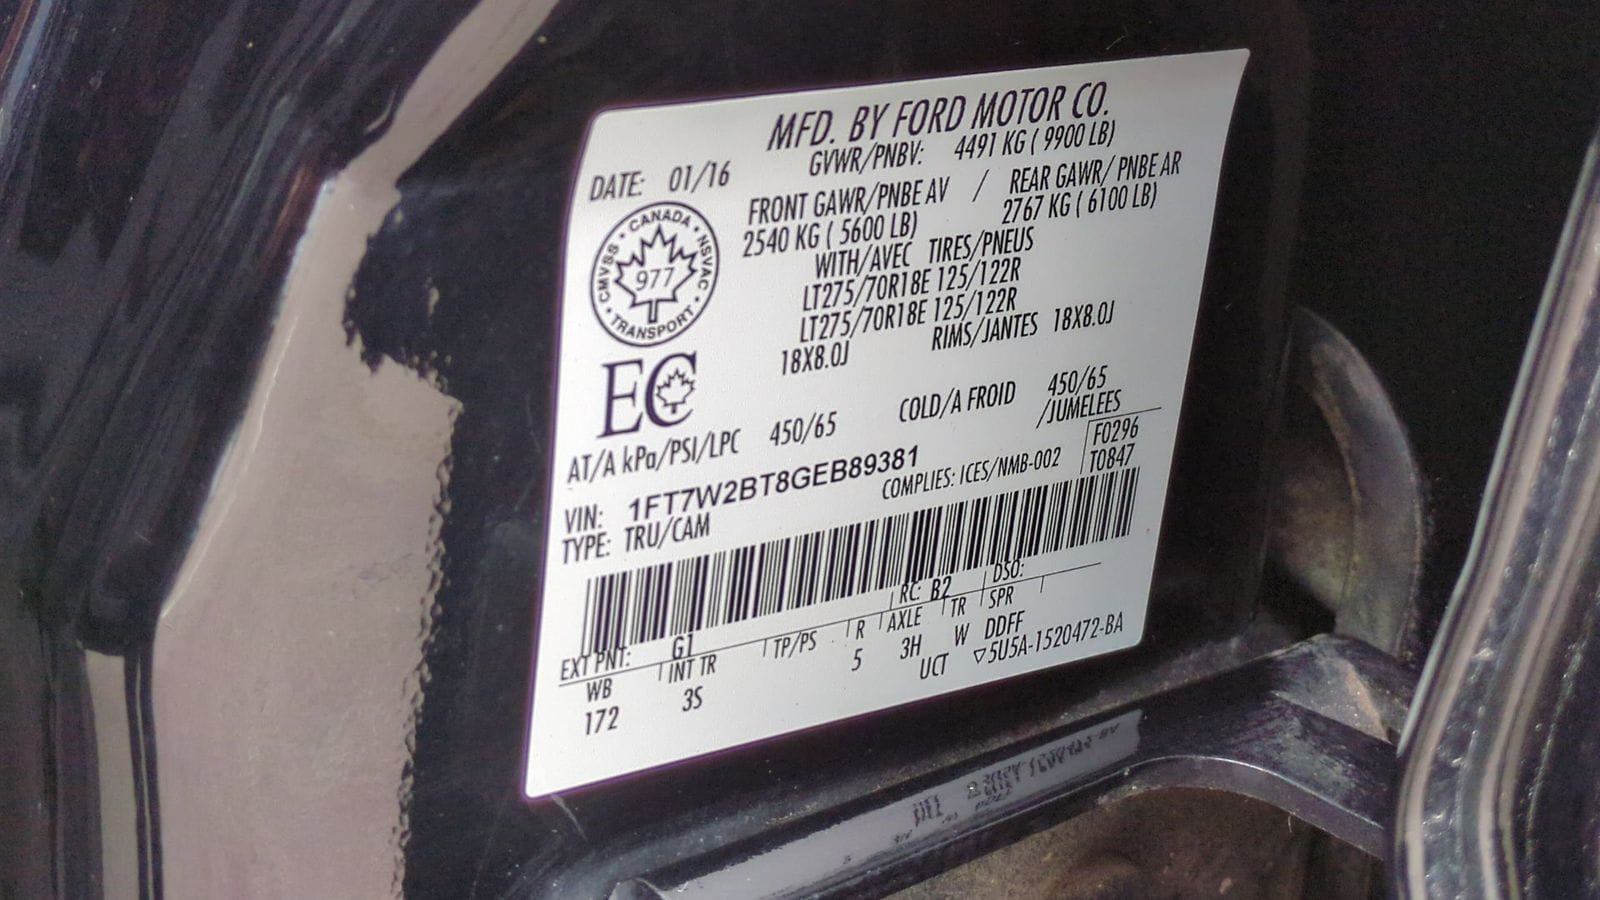 MFD. BY FORD MOTOR CO.
DATE: 01/16 GVWR/PNBV: 4491 KG ( 9900 LB)
FRONT GAWR/PNBE AV / REAR GAWR/ PNBE AR
2540 KG ( 5600 LB) 2767 KG ( 6100 LB)
WITH/AVEC TIRES/PNEUS
LT275/70R18E 125/122R
LT275/70R18E 125/122R
18X8.0J RIMS/JANTES 18X8.0J
CANADA · NSVAC · TRANSPORT · CMVSS
977
EC
AT/A kPa/PSI/LPC 450/65 COLD/A FROID 450/65
/JUMELEES
VIN: 1FT7W2BT8GEB89381 F0296
TYPE: TRU/CAM COMPLIES: ICES/NMB-002 T0847
EXT PNT: G1 RC: B2 DSO:
WB INT TR TP/PS R AXLE TR SPR
172 3S 5 3H W DDFF
UCT ▽5U5A-1520472-BA